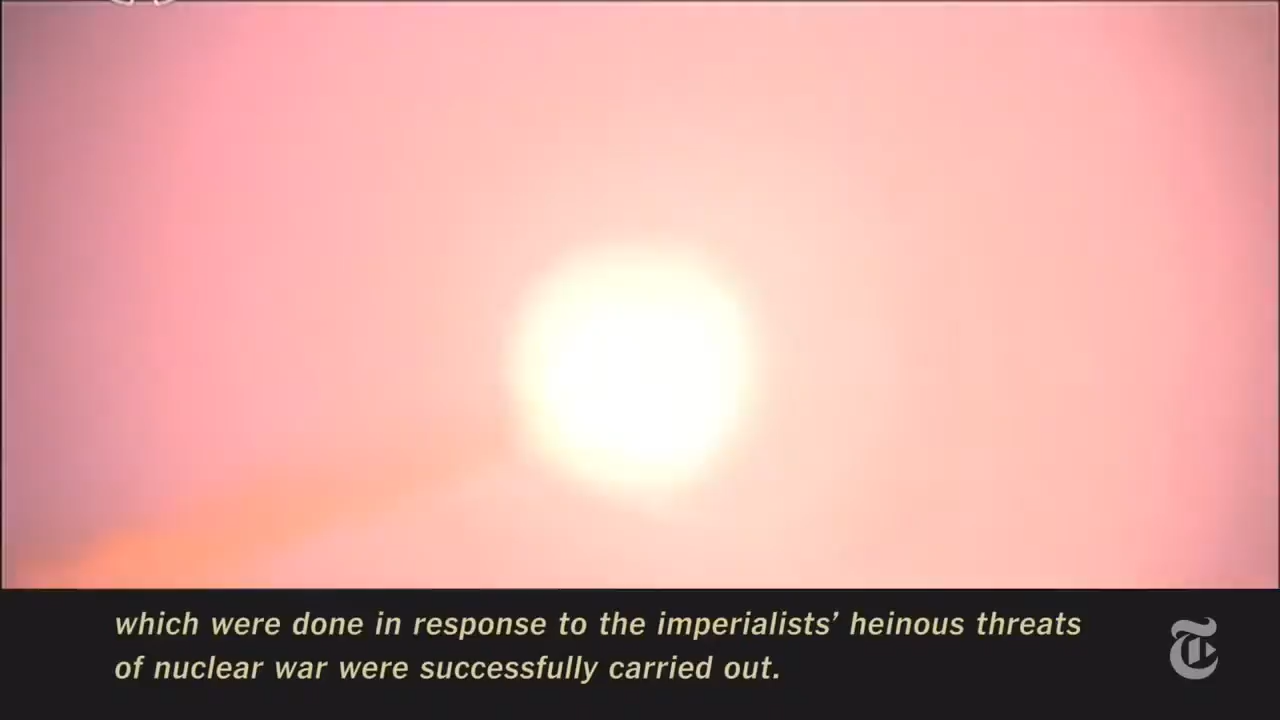 which were done in response to the imperialists’ heinous threats
of nuclear war were successfully carried out.